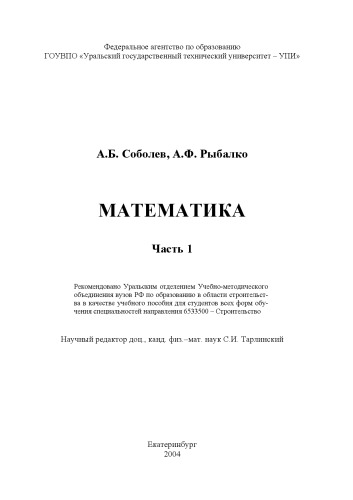 Федеральное агентство по образованию
ГОУВПО «Уральский государственный технический университет – УПИ»
А.Б. Соболев, А.Ф. Рыбалко
МАТЕМАТИКА
Часть 1
Рекомендовано Уральским отделением Учебно-методического
объединения вузов РФ по образованию в области строительст-
ва в качестве учебного пособия для студентов всех форм обу-
чения специальностей направления 6533500 – Строительство
Научный редактор доц., канд. физ.–мат. наук С.И. Тарлинский
Екатеринбург
2004